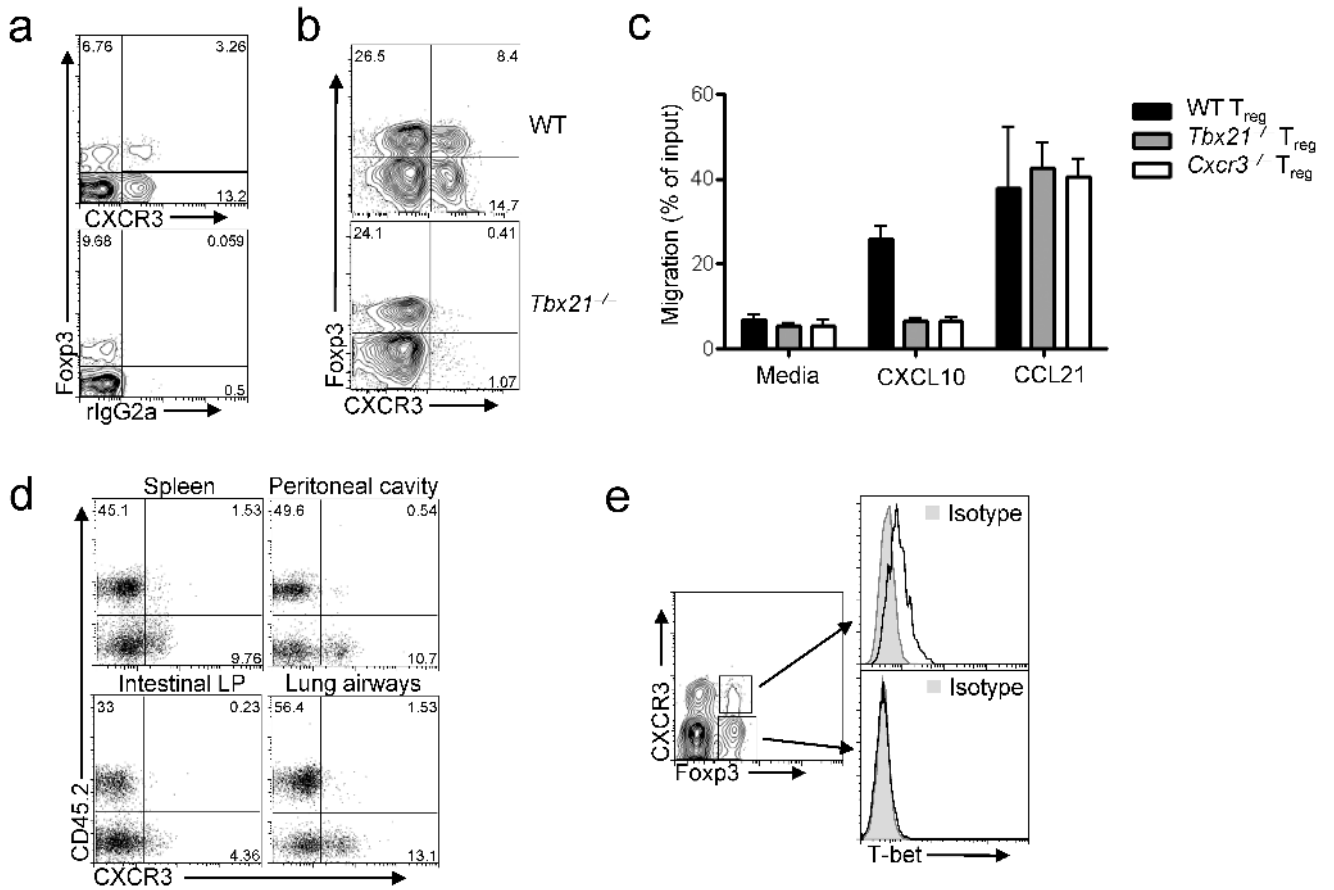 a
6.76 3.26
13.2
CXCR3
9.68 0.059
0.5
Foxp3
rIgG2a
b
26.5 8.4
14.7
WT
24.1 0.41
1.07
Tbx21⁻/⁻
Foxp3
CXCR3
c
Migration (% of input)
60
40
20
0
Media CXCL10 CCL21
WT Treg
Tbx21 / Treg
Cxcr3 / Treg
d
Spleen Peritoneal cavity
45.1 1.53 49.6 0.54
9.76 10.7
Intestinal LP Lung airways
33 0.23 56.4 1.53
4.36 13.1
CD45.2
CXCR3
e
CXCR3
Foxp3
Isotype
Isotype
T-bet